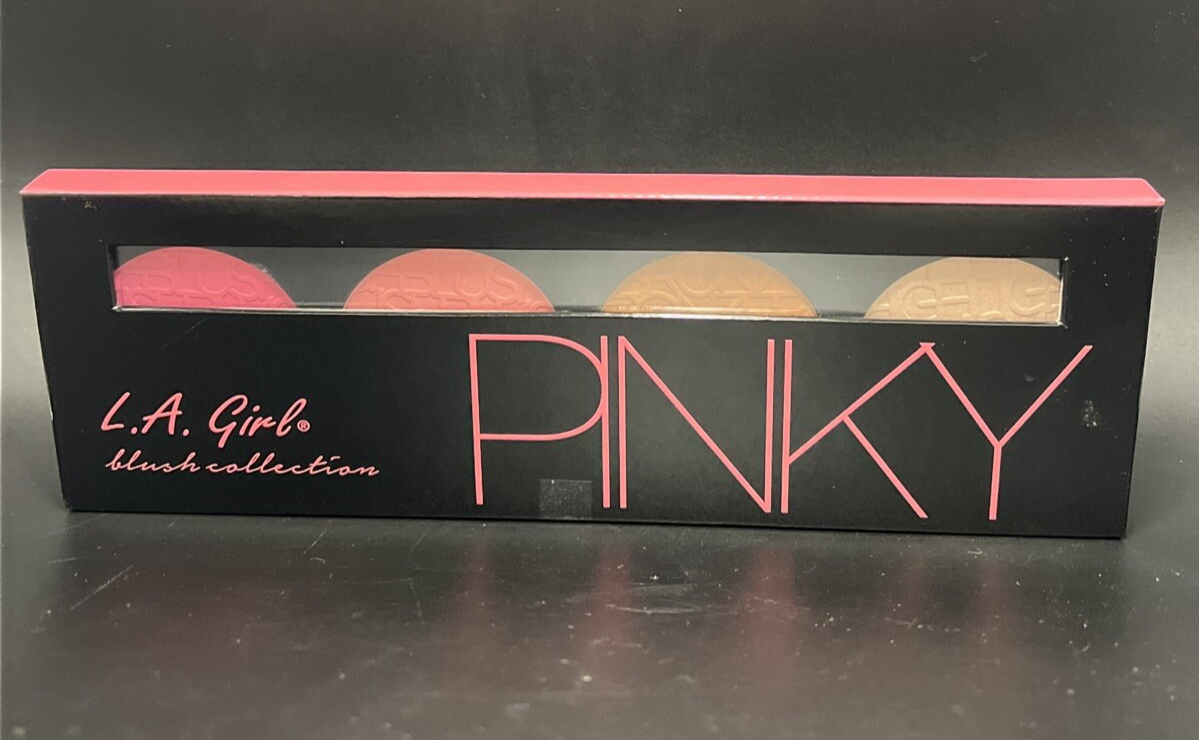 L.A. Girl®
blush collection
PINKY